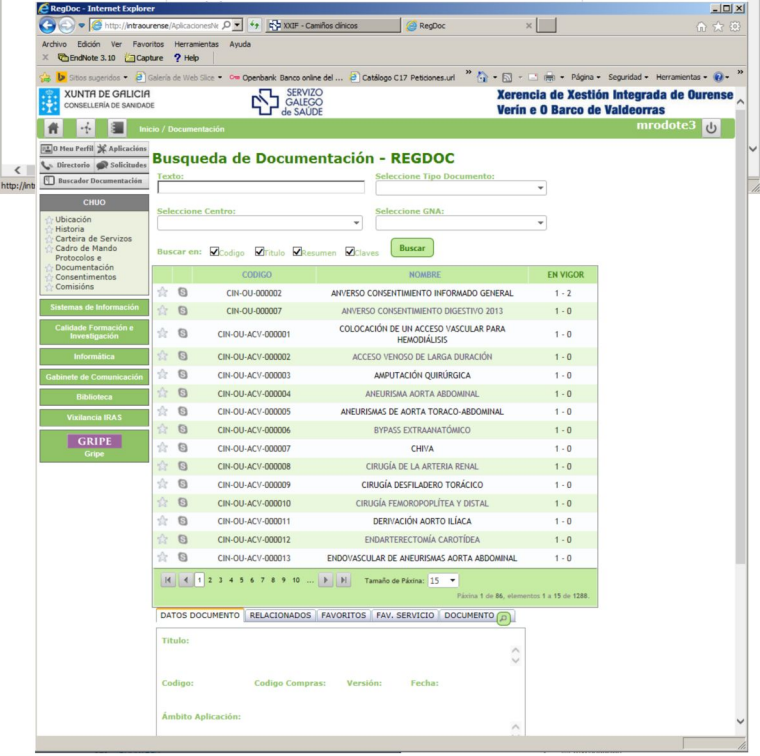 RegDoc - Internet Explorer
http://intraourense/AplicacionesNe
XXIF - Camiños clínicos
RegDoc
Archivo Edición Ver Favoritos Herramientas Ayuda
EndNote 3.10 Capture Help
Sitios sugeridos Galería de Web Slice Openbank Banco online del ... Catálogo C17 Peticiones.url Página Seguridad Herramientas
XUNTA DE GALICIA
CONSELLERÍA DE SANIDADE
SERVIZO
GALEGO
de SAÚDE
Xerencia de Xestión Integrada de Ourense
Verín e O Barco de Valdeorras
Inicio / Documentación
mrodote3
O Meu Perfil Aplicacións
Directorio Solicitudes
Buscador Documentación
http://intr
CHUO
Ubicación
Historia
Carteira de Servizos
Cadro de Mando
Protocolos e
Documentación
Consentimentos
Comisións
Sistemas de Información
Calidade Formación e
Investigación
Informática
Gabinete de Comunicación
Biblioteca
Vixilancia IRAS
GRIPE
Gripe
Busqueda de Documentación - REGDOC
Texto: Seleccione Tipo Documento:
Seleccione Centro: Seleccione GNA:
Buscar en: Codigo Titulo Resumen Claves Buscar
CODIGO NOMBRE EN VIGOR
CIN-OU-000002 ANVERSO CONSENTIMIENTO INFORMADO GENERAL 1 - 2
CIN-OU-000007 ANVERSO CONSENTIMIENTO DIGESTIVO 2013 1 - 0
CIN-OU-ACV-000001 COLOCACIÓN DE UN ACCESO VASCULAR PARA HEMODIÁLISIS 1 - 0
CIN-OU-ACV-000002 ACCESO VENOSO DE LARGA DURACIÓN 1 - 0
CIN-OU-ACV-000003 AMPUTACIÓN QUIRÚRGICA 1 - 0
CIN-OU-ACV-000004 ANEURISMA AORTA ABDOMINAL 1 - 0
CIN-OU-ACV-000005 ANEURISMAS DE AORTA TORACO-ABDOMINAL 1 - 0
CIN-OU-ACV-000006 BYPASS EXTRAANATÓMICO 1 - 0
CIN-OU-ACV-000007 CHIVA 1 - 0
CIN-OU-ACV-000008 CIRUGÍA DE LA ARTERIA RENAL 1 - 0
CIN-OU-ACV-000009 CIRUGÍA DESFILADERO TORÁCICO 1 - 0
CIN-OU-ACV-000010 CIRUGÍA FEMOROPOPLÍTEA Y DISTAL 1 - 0
CIN-OU-ACV-000011 DERIVACIÓN AORTO ILÍACA 1 - 0
CIN-OU-ACV-000012 ENDARTERECTOMÍA CAROTÍDEA 1 - 0
CIN-OU-ACV-000013 ENDOVASCULAR DE ANEURISMAS AORTA ABDOMINAL 1 - 0
1 2 3 4 5 6 7 8 9 10 ... Tamaño de Páxina: 15
Páxina 1 de 86, elementos 1 a 15 de 1288.
DATOS DOCUMENTO RELACIONADOS FAVORITOS FAV. SERVICIO DOCUMENTO
Titulo:
Codigo: Codigo Compras: Versión: Fecha:
Ámbito Aplicación: